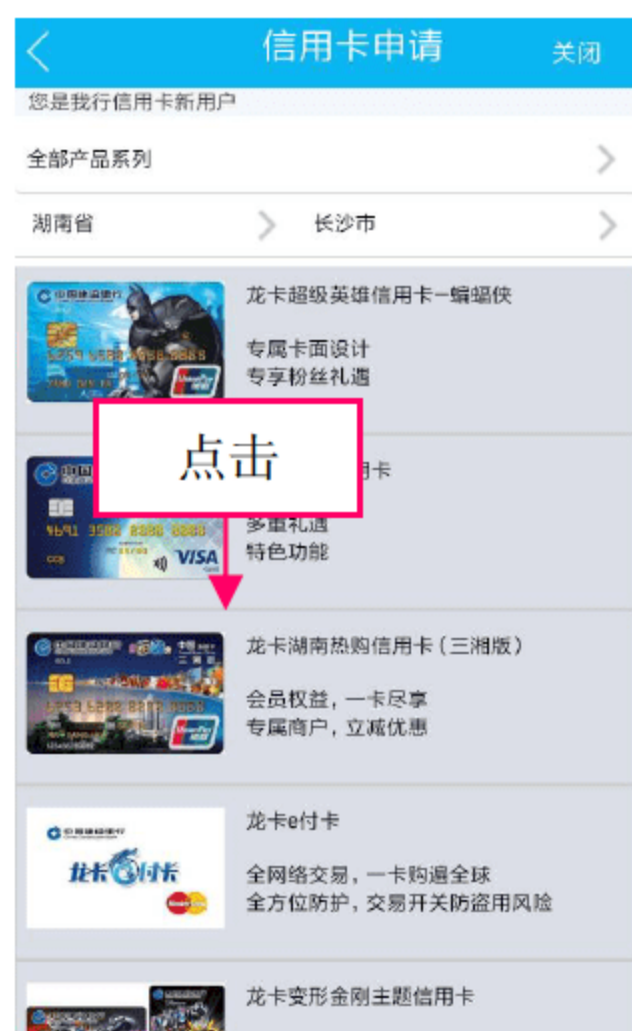 信用卡申请
关闭
您是我行信用卡新用户
全部产品系列
湖南省
长沙市
龙卡超级英雄信用卡-蝙蝠侠
专属卡面设计
专享粉丝礼遇
点击
用卡
多重礼遇
特色功能
VISA
龙卡湖南热购信用卡(三湘版)
会员权益,一卡尽享
专属商户,立减优惠
龙卡e付卡
全网络交易,一卡购遍全球
全方位防护,交易开关防盗用风险
龙卡变形金刚主题信用卡